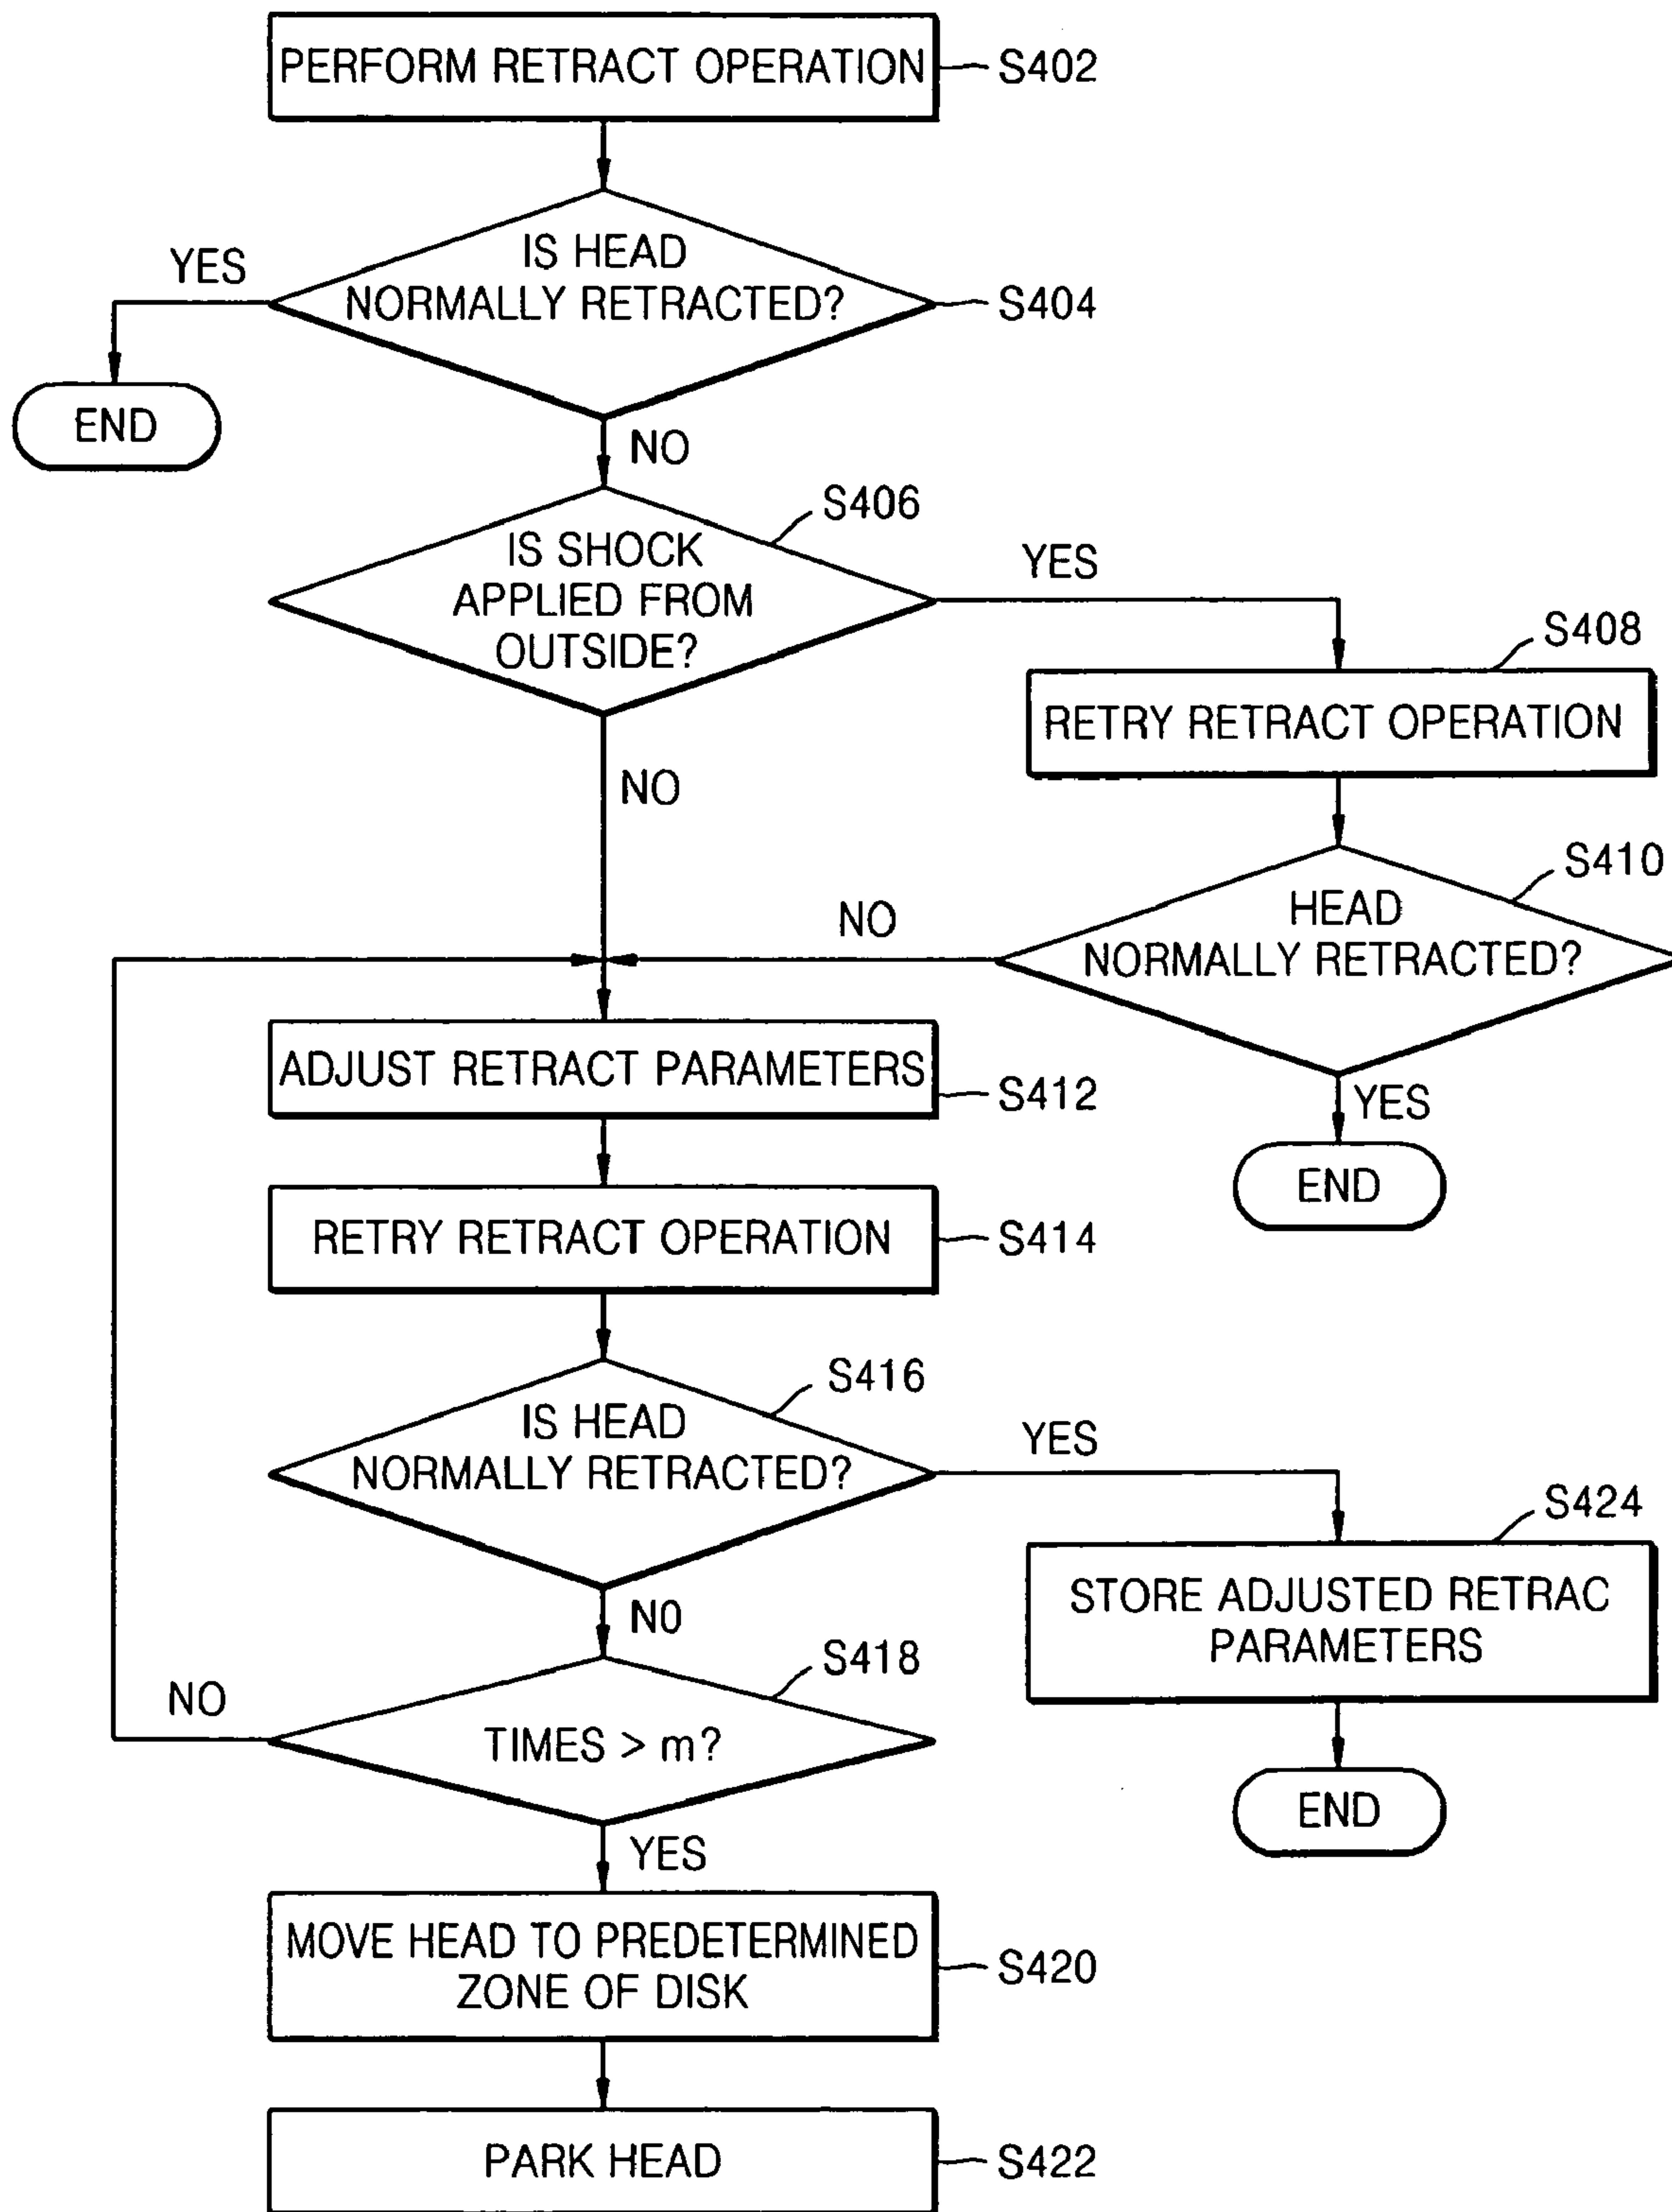 PERFORM RETRACT OPERATION
S402
IS HEAD
NORMALLY RETRACTED?
S404
YES
END
NO
S406
IS SHOCK
APPLIED FROM
OUTSIDE?
YES
S408
RETRY RETRACT OPERATION
NO
S410
HEAD
NORMALLY RETRACTED?
NO
YES
END
ADJUST RETRACT PARAMETERS
S412
RETRY RETRACT OPERATION
S414
S416
IS HEAD
NORMALLY RETRACTED?
YES
S424
STORE ADJUSTED RETRAC
PARAMETERS
END
NO
S418
TIMES > m?
NO
YES
MOVE HEAD TO PREDETERMINED
ZONE OF DISK
S420
PARK HEAD
S422